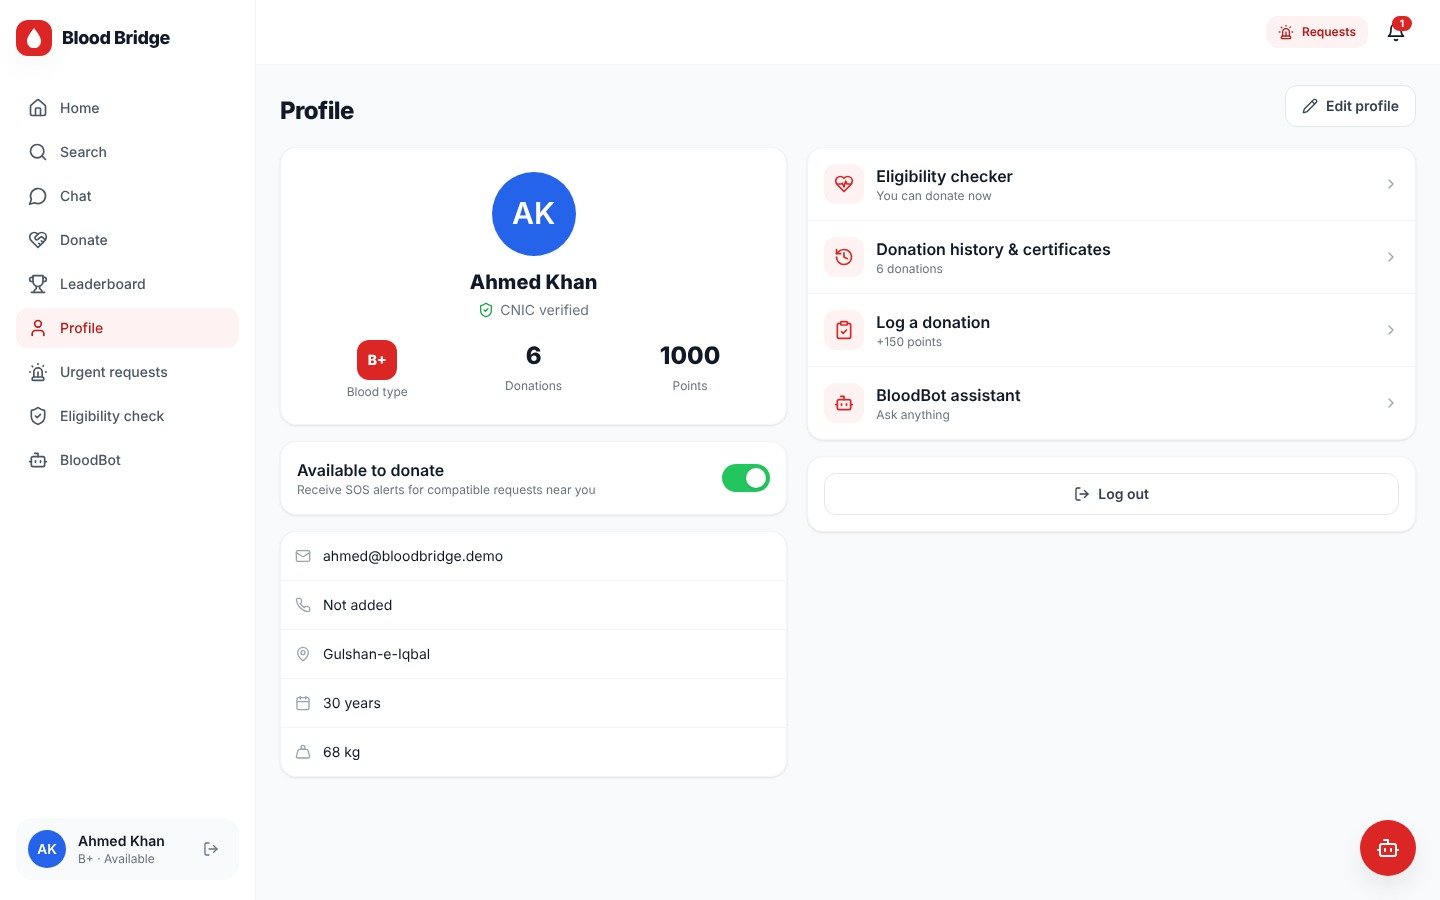 Blood Bridge
Home
Search
Chat
Donate
Leaderboard
Profile
Urgent requests
Eligibility check
BloodBot
AK
Ahmed Khan
B+ · Available
Requests
1
Profile
Edit profile
AK
Ahmed Khan
CNIC verified
B+
Blood type
6
Donations
1000
Points
Available to donate
Receive SOS alerts for compatible requests near you
ahmed@bloodbridge.demo
Not added
Gulshan-e-Iqbal
30 years
68 kg
Eligibility checker
You can donate now
Donation history & certificates
6 donations
Log a donation
+150 points
BloodBot assistant
Ask anything
Log out